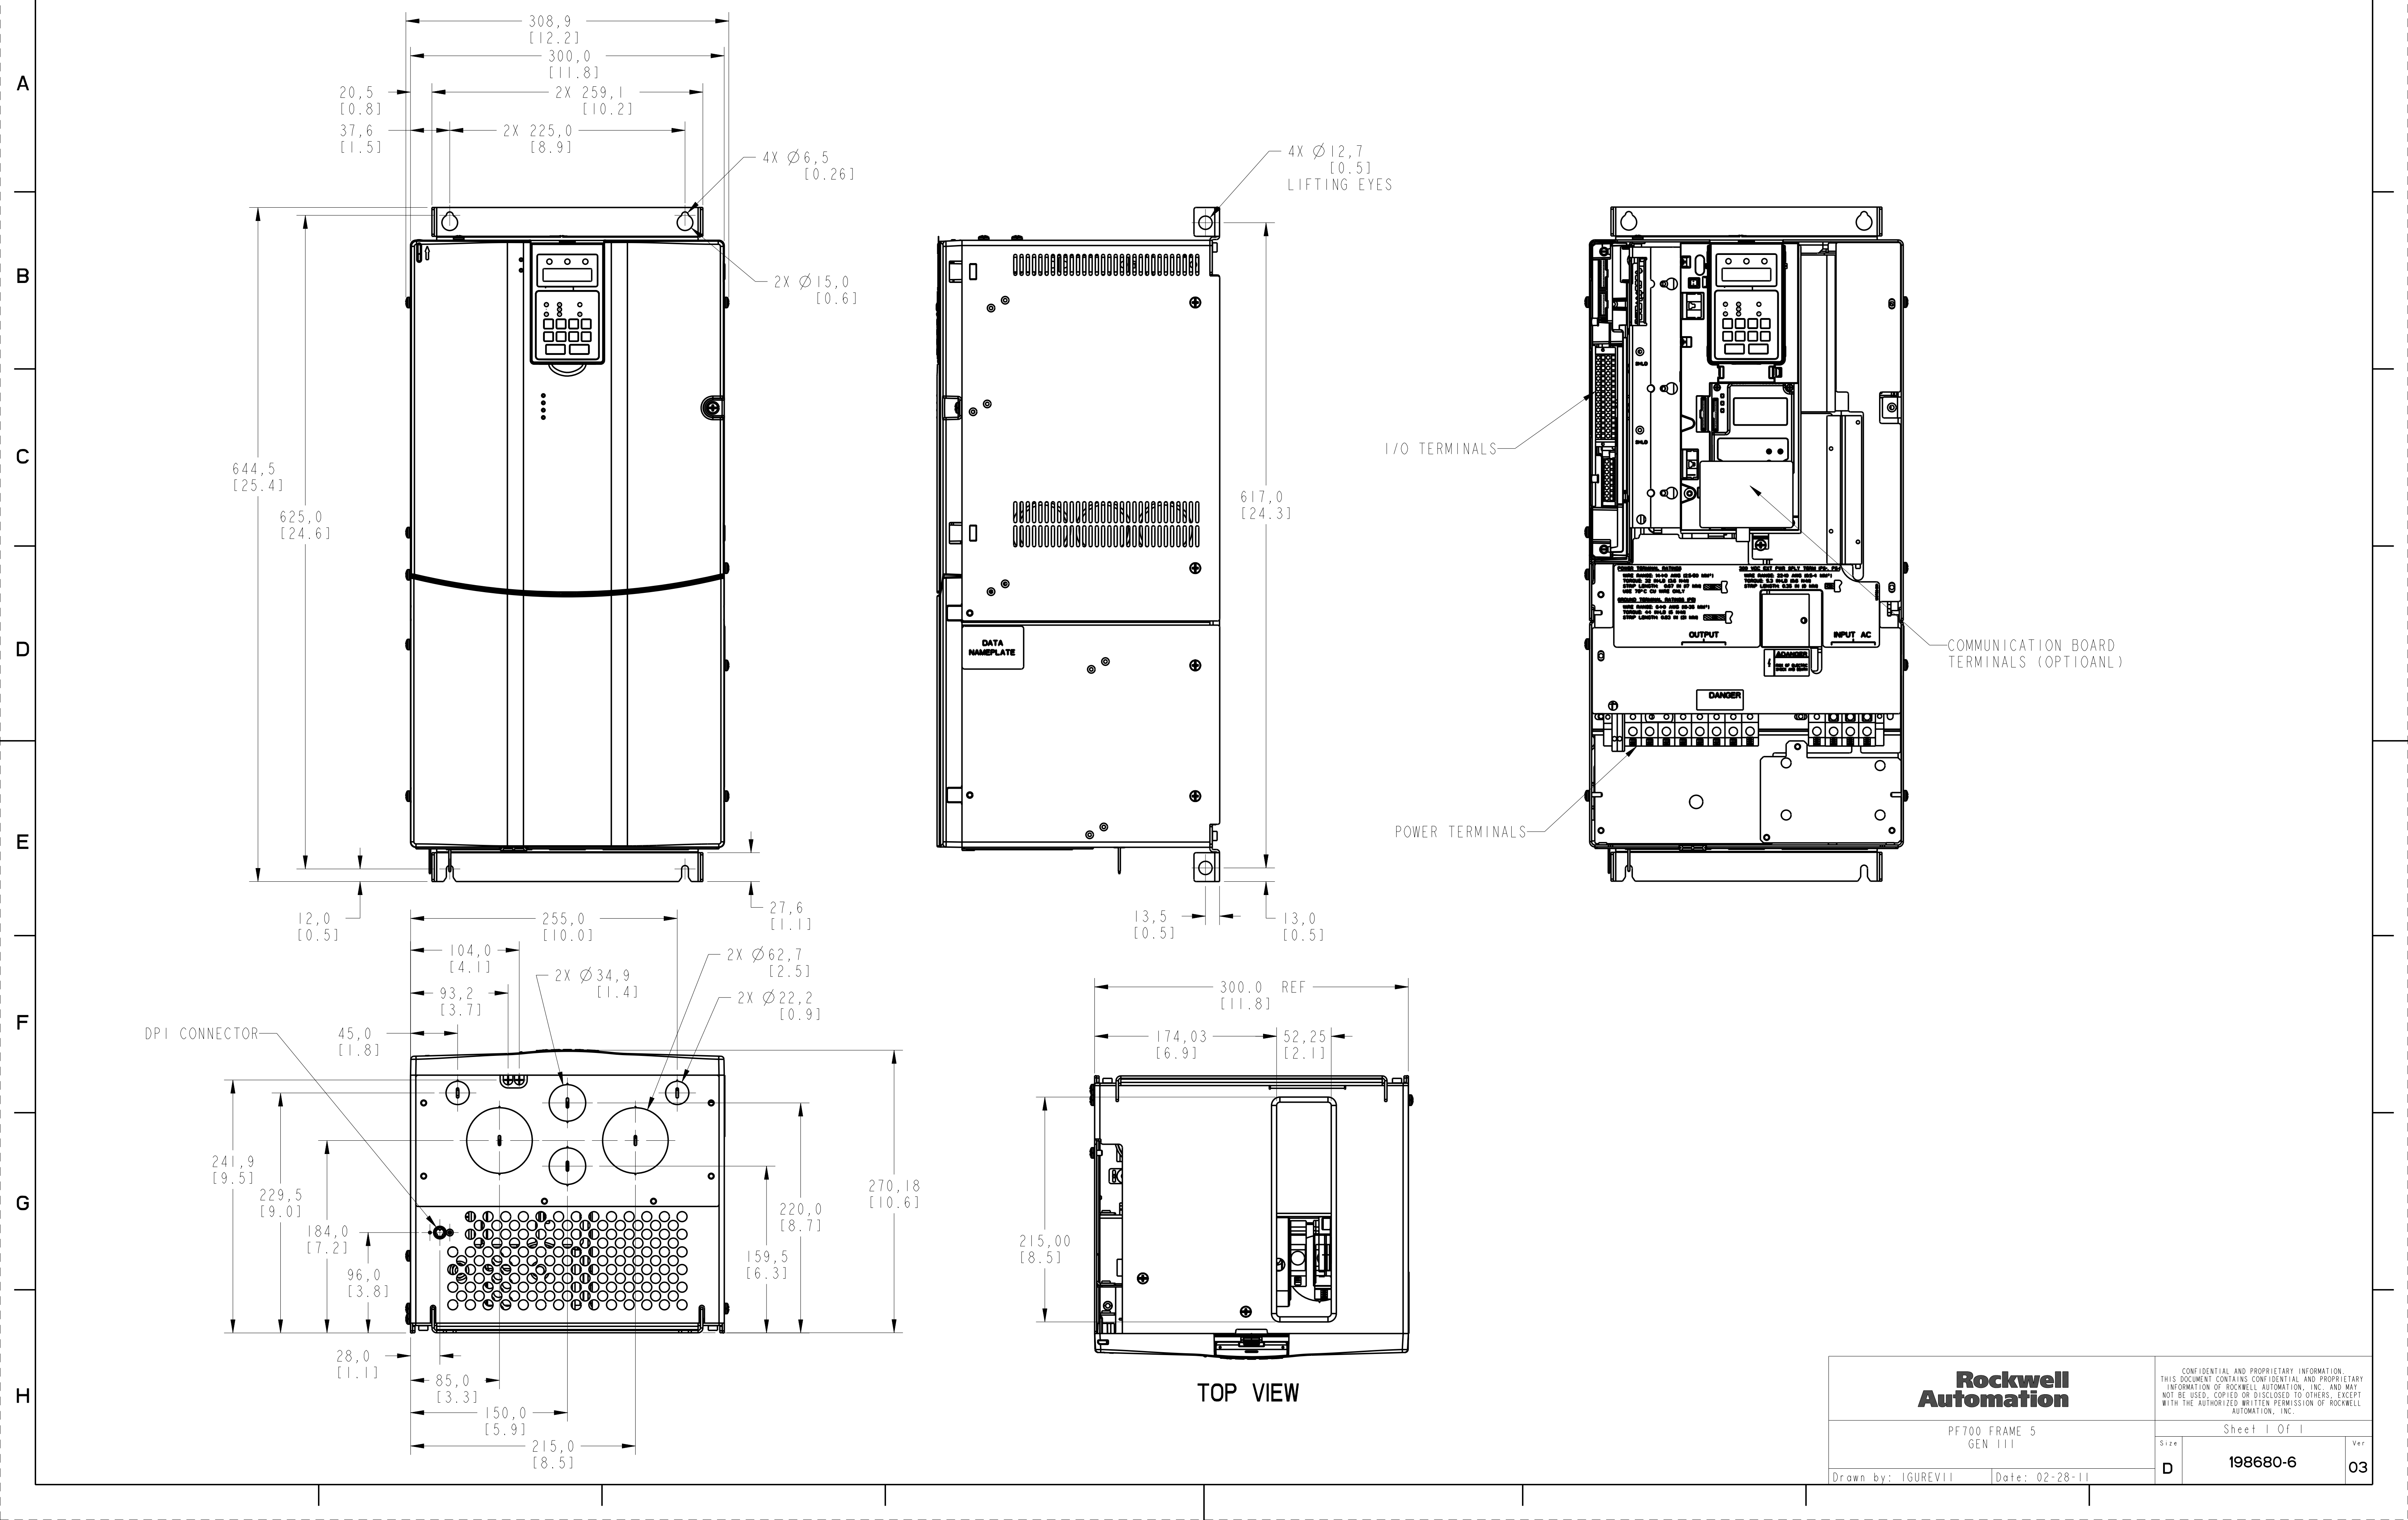 A
B
C
D
E
F
G
H
308,9
[12.2]
300,0
[11.8]
20,5
[0.8]
2X 259,1
[10.2]
37,6
[1.5]
2X 225,0
[8.9]
4X Ø6,5
[0.26]
2X Ø15,0
[0.6]
644,5
[25.4]
625,0
[24.6]
12,0
[0.5]
27,6
[1.1]
4X Ø12,7
[0.5]
LIFTING EYES
617,0
[24.3]
DATA
NAMEPLATE
13,5
[0.5]
13,0
[0.5]
I/O TERMINALS
POWER TERMINAL RATINGS
OUTPUT
INPUT AC
DANGER
DANGER
COMMUNICATION BOARD
TERMINALS (OPTIOANL)
POWER TERMINALS
255,0
[10.0]
104,0
[4.1]
93,2
[3.7]
45,0
[1.8]
2X Ø34,9
[1.4]
2X Ø62,7
[2.5]
2X Ø22,2
[0.9]
DPI CONNECTOR
241,9
[9.5]
229,5
[9.0]
184,0
[7.2]
96,0
[3.8]
270,18
[10.6]
220,0
[8.7]
159,5
[6.3]
28,0
[1.1]
85,0
[3.3]
150,0
[5.9]
215,0
[8.5]
300.0 REF
[11.8]
174,03
[6.9]
52,25
[2.1]
215,00
[8.5]
TOP VIEW
Rockwell
Automation
CONFIDENTIAL AND PROPRIETARY INFORMATION.
THIS DOCUMENT CONTAINS CONFIDENTIAL AND PROPRIETARY
INFORMATION OF ROCKWELL AUTOMATION, INC. AND MAY
NOT BE USED, COPIED OR DISCLOSED TO OTHERS, EXCEPT
WITH THE AUTHORIZED WRITTEN PERMISSION OF ROCKWELL
AUTOMATION, INC.
PF700 FRAME 5
GEN III
Sheet 1 Of 1
Size
D
198680-6
Ver
03
Drawn by: IGUREVII
Date: 02-28-11